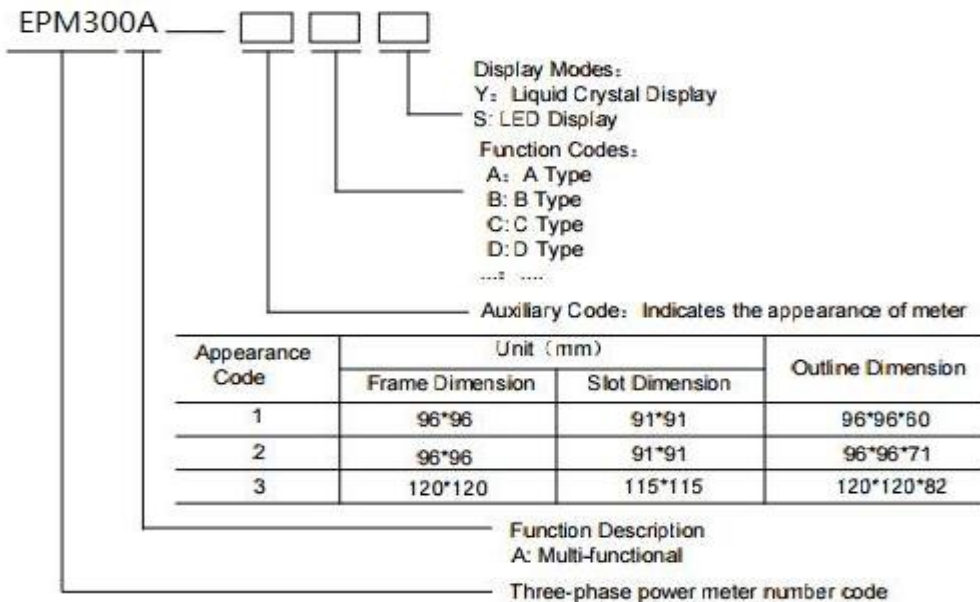 EPM300A
Display Modes:
Y: Liquid Crystal Display
S: LED Display
Function Codes:
A: A Type
B: B Type
C: C Type
D: D Type
...: ....
Auxiliary Code: Indicates the appearance of meter
Appearance Code Unit (mm) Outline Dimension
Frame Dimension Slot Dimension
1 96*96 91*91 96*96*60
2 96*96 91*91 96*96*71
3 120*120 115*115 120*120*82
Function Description
A: Multi-functional
Three-phase power meter number code